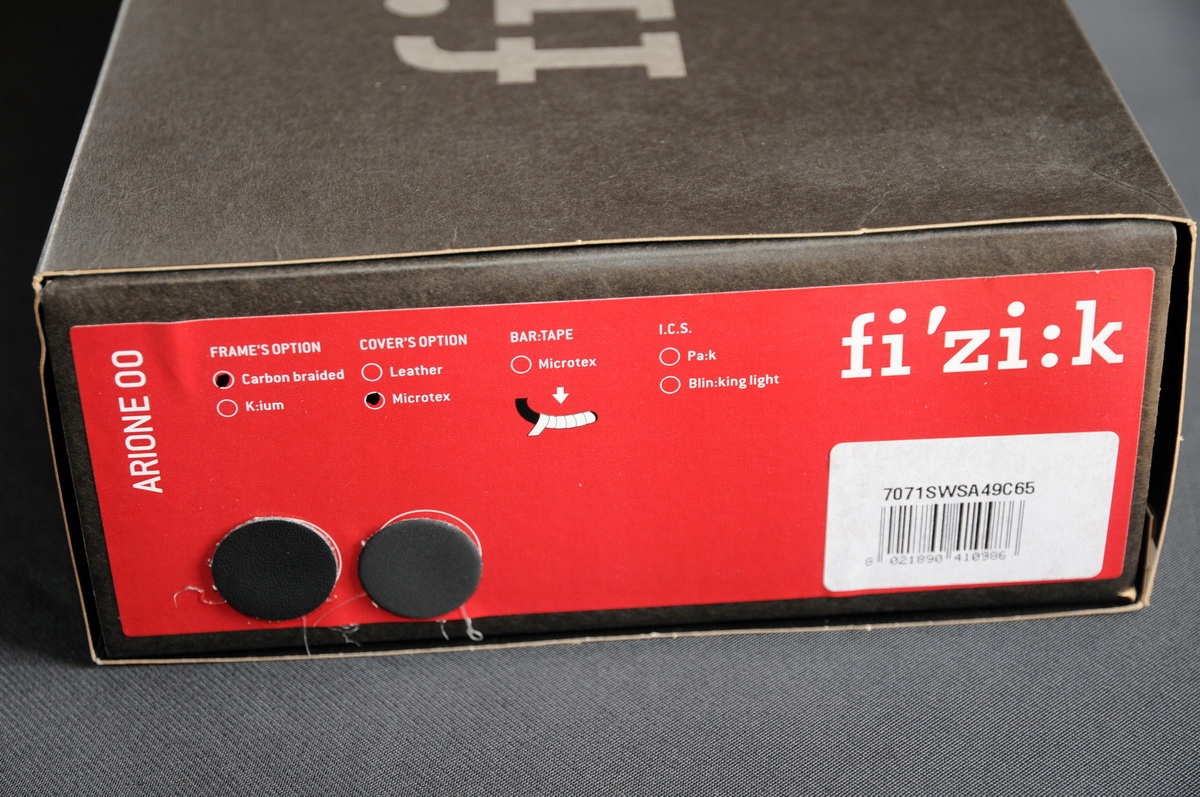 fi
ARIONE 00
FRAME'S OPTION
Carbon braided
K:ium
COVER'S OPTION
Leather
Microtex
BAR:TAPE
Microtex
I.C.S.
Pa:k
Blin:king light
fi'zi:k
7071SWSA49C65
8 021890 410986